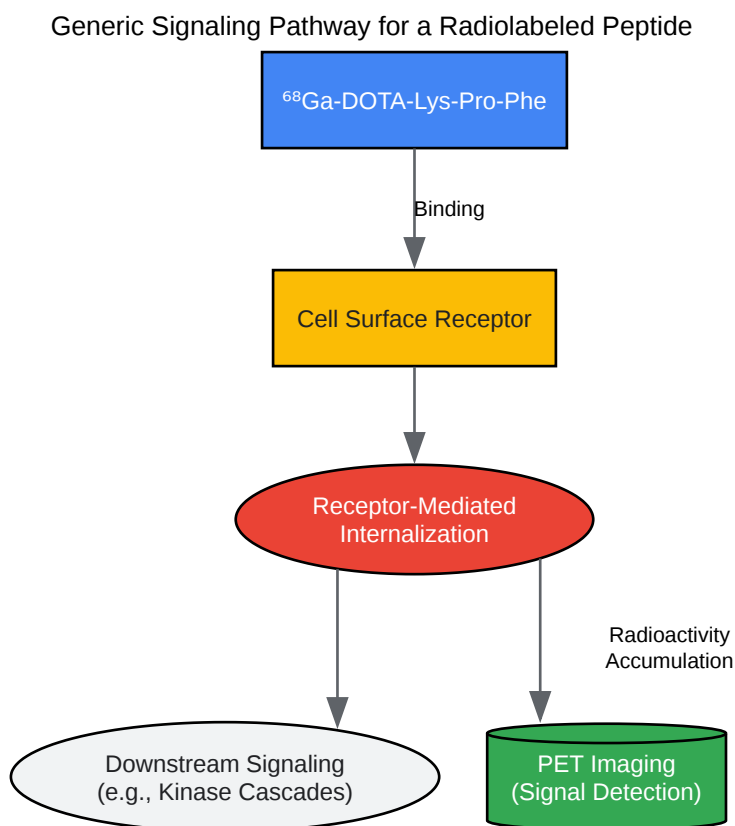 Generic Signaling Pathway for a Radiolabeled Peptide
⁶⁸Ga-DOTA-Lys-Pro-Phe
Binding
Cell Surface Receptor
Receptor-Mediated
Internalization
Radioactivity
Accumulation
Downstream Signaling
(e.g., Kinase Cascades)
PET Imaging
(Signal Detection)